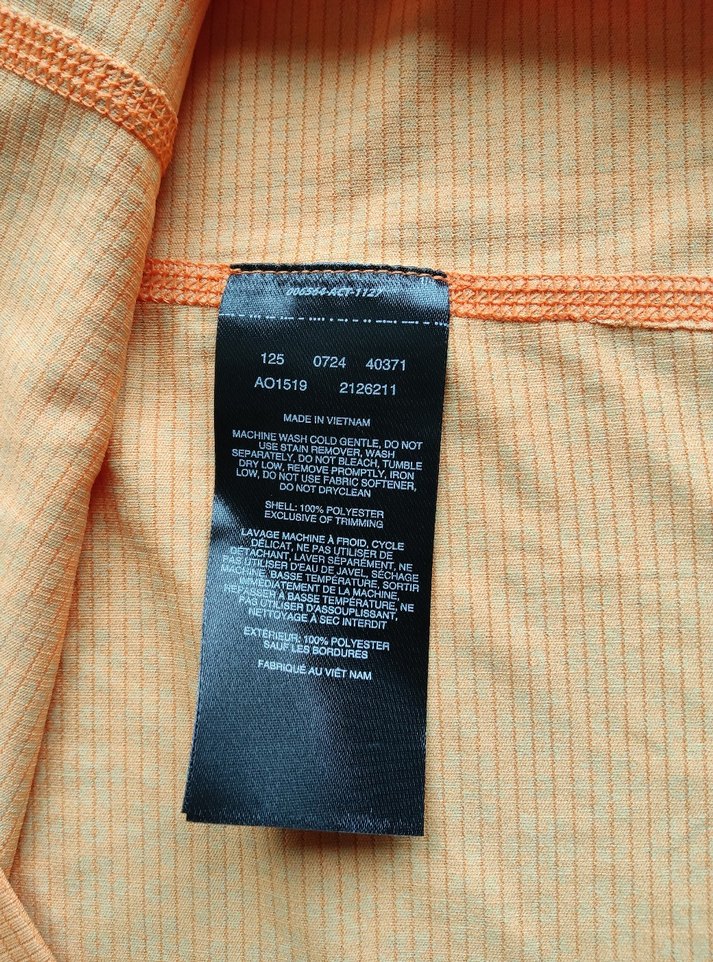 006564-ACT-1127
125 0724 40371
AO1519 2126211
MADE IN VIETNAM
MACHINE WASH COLD GENTLE, DO NOT
USE STAIN REMOVER, WASH
SEPARATELY, DO NOT BLEACH, TUMBLE
DRY LOW, REMOVE PROMPTLY, IRON
LOW, DO NOT USE FABRIC SOFTENER,
DO NOT DRYCLEAN
SHELL: 100% POLYESTER
EXCLUSIVE OF TRIMMING
LAVAGE MACHINE À FROID, CYCLE
DÉLICAT, NE PAS UTILISER DE
DÉTACHANT, LAVER SÉPARÉMENT, NE
PAS UTILISER D'EAU DE JAVEL, SÉCHAGE
MACHINE, BASSE TEMPÉRATURE, SORTIR
IMMÉDIATEMENT DE LA MACHINE,
REPASSER À BASSE TEMPÉRATURE, NE
PAS UTILISER D'ASSOUPLISSANT,
NETTOYAGE À SEC INTERDIT
EXTÉRIEUR: 100% POLYESTER
SAUF LES BORDURES
FABRIQUÉ AU VIÊT NAM